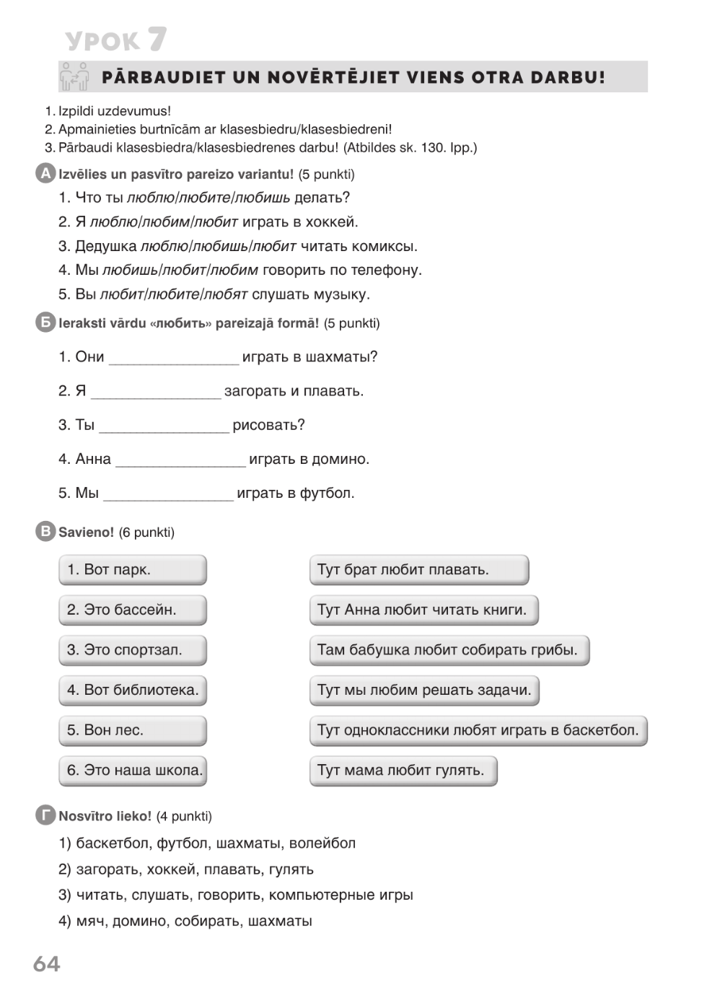 УРОК 7
PĀRBAUDIET UN NOVĒRTĒJIET VIENS OTRA DARBU!
1. Izpildi uzdevumus!
2. Apmainieties burtnīcām ar klasesbiedru/klasesbiedreni!
3. Pārbaudi klasesbiedra/klasesbiedrenes darbu! (Atbildes sk. 130. lpp.)
А Izvēlies un pasvītro pareizo variantu! (5 punkti)
1. Что ты люблю/любите/любишь делать?
2. Я люблю/любим/любит играть в хоккей.
3. Дедушка люблю/любишь/любит читать комиксы.
4. Мы любишь/любит/любим говорить по телефону.
5. Вы любит/любите/любят слушать музыку.
Б Ieraksti vārdu «любить» pareizajā formā! (5 punkti)
1. Они _________________ играть в шахматы?
2. Я _________________ загорать и плавать.
3. Ты _________________ рисовать?
4. Анна _________________ играть в домино.
5. Мы _________________ играть в футбол.
В Savieno! (6 punkti)
1. Вот парк. Тут брат любит плавать.
2. Это бассейн. Тут Анна любит читать книги.
3. Это спортзал. Там бабушка любит собирать грибы.
4. Вот библиотека. Тут мы любим решать задачи.
5. Вон лес. Тут одноклассники любят играть в баскетбол.
6. Это наша школа. Тут мама любит гулять.
Г Nosvītro lieko! (4 punkti)
1) баскетбол, футбол, шахматы, волейбол
2) загорать, хоккей, плавать, гулять
3) читать, слушать, говорить, компьютерные игры
4) мяч, домино, собирать, шахматы
64